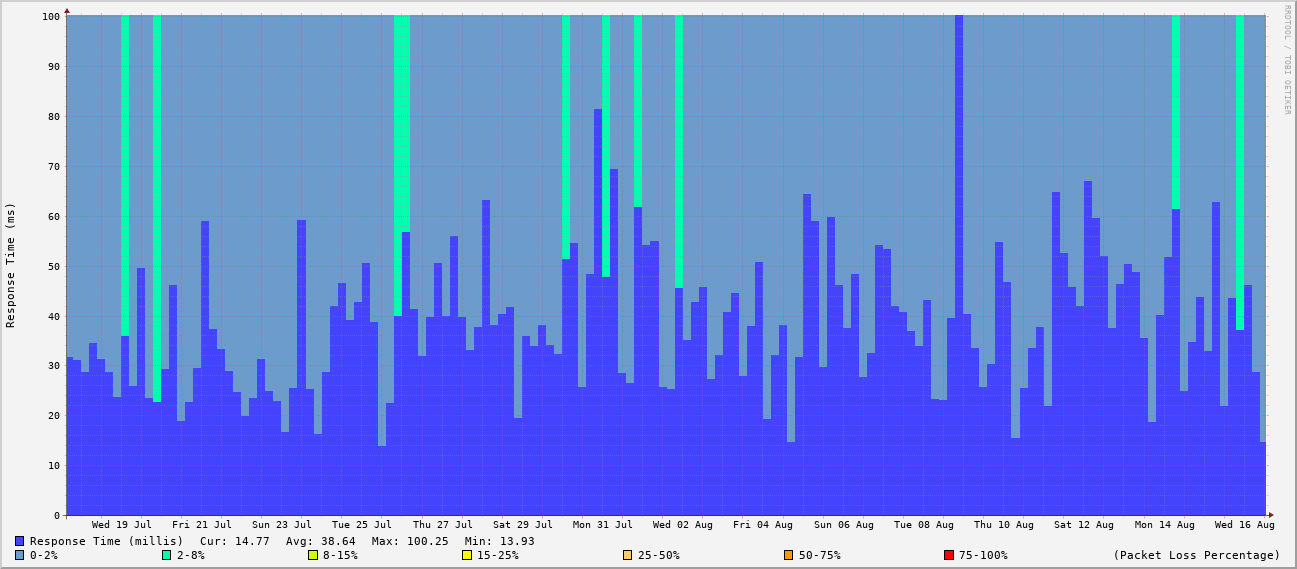 100
90
80
70
60
50
40
30
20
10
0
Response Time (ms)
RRDTOOL / TOBI OETIKER
Wed 19 Jul Fri 21 Jul Sun 23 Jul Tue 25 Jul Thu 27 Jul Sat 29 Jul Mon 31 Jul Wed 02 Aug Fri 04 Aug Sun 06 Aug Tue 08 Aug Thu 10 Aug Sat 12 Aug Mon 14 Aug Wed 16 Aug
Response Time (millis) Cur: 14.77 Avg: 38.64 Max: 100.25 Min: 13.93
0-2% 2-8% 8-15% 15-25% 25-50% 50-75% 75-100% (Packet Loss Percentage)